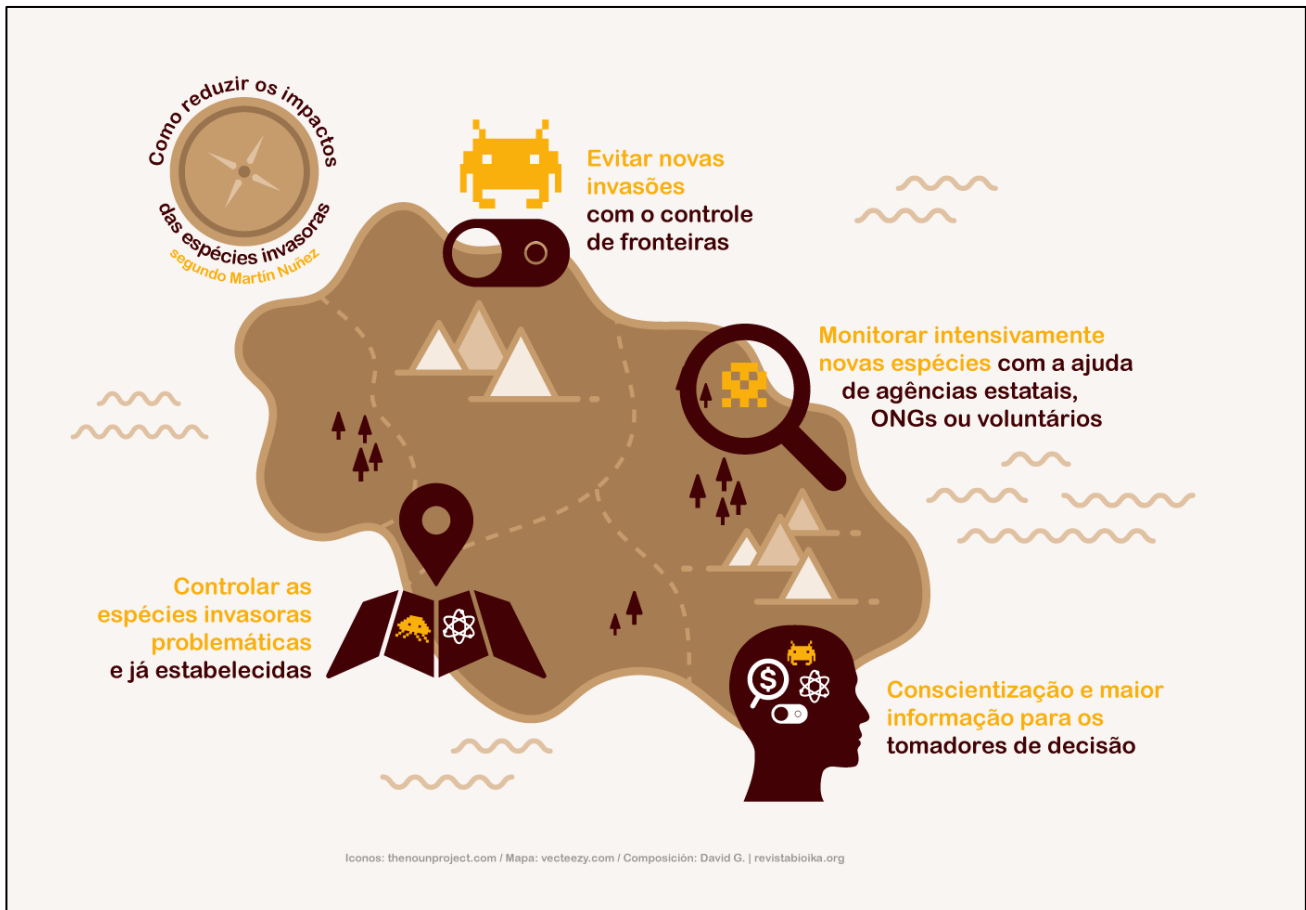 Como reduzir os impactos
das espécies invasoras
segundo Martín Nuñez
Evitar novas
invasões
com o controle
de fronteiras
Monitorar intensivamente
novas espécies com a ajuda
de agências estatais,
ONGs ou voluntários
Controlar as
espécies invasoras
problemáticas
e já estabelecidas
$
Conscientização e maior
informação para os
tomadores de decisão
Iconos: thenounproject.com / Mapa: vecteezy.com / Composición: David G. | revistabioika.org